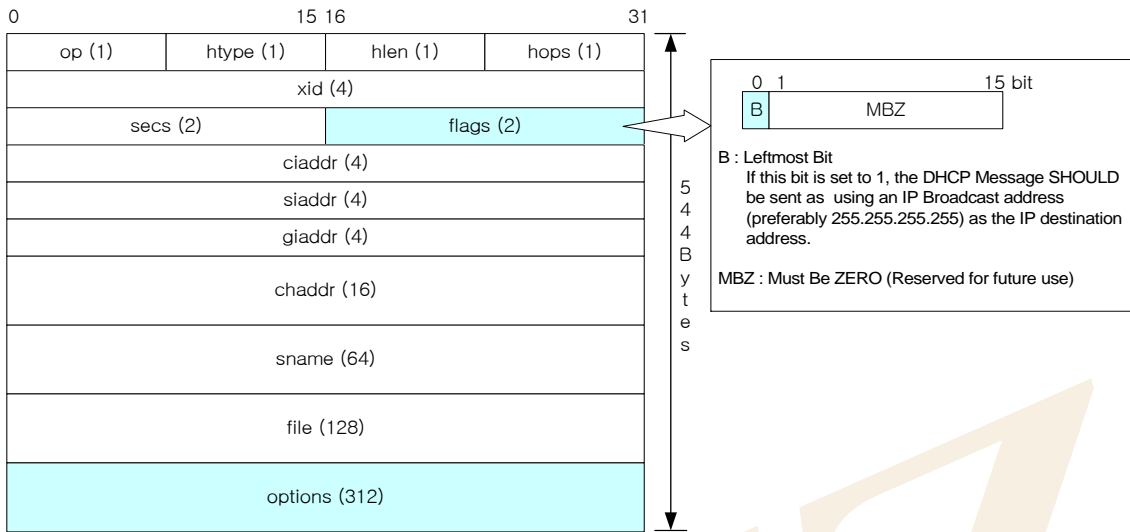 0 15 16 31
op (1) htype (1) hlen (1) hops (1)
xid (4)
secs (2) flags (2)
ciaddr (4)
siaddr (4)
giaddr (4)
chaddr (16)
sname (64)
file (128)
options (312)
544Bytes
0 1 15 bit
B MBZ
B : Leftmost Bit
If this bit is set to 1, the DHCP Message SHOULD
be sent as using an IP Broadcast address
(preferably 255.255.255.255) as the IP destination
address.
MBZ : Must Be ZERO (Reserved for future use)